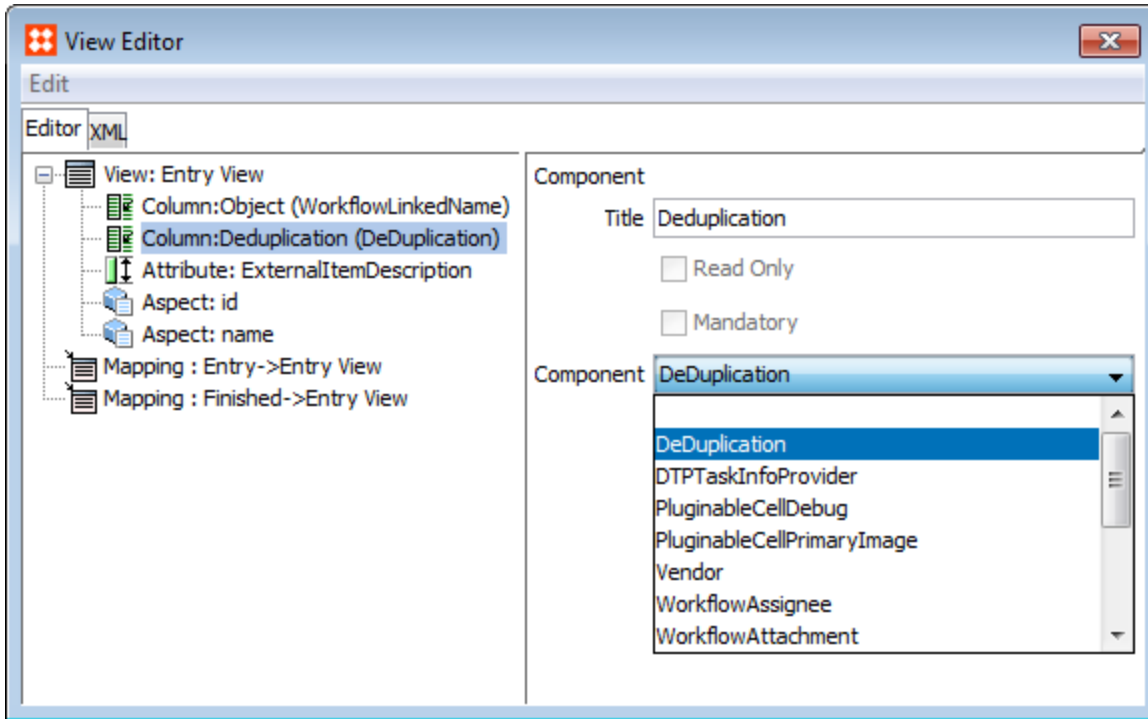 View Editor
Edit
Editor XML
View: Entry View
Column:Object (WorkflowLinkedName)
Column:Deduplication (DeDuplication)
Attribute: ExternalItemDescription
Aspect: id
Aspect: name
Mapping : Entry->Entry View
Mapping : Finished->Entry View
Component
Title Deduplication
Read Only
Mandatory
Component DeDuplication
DeDuplication
DTPTaskInfoProvider
PluginableCellDebug
PluginableCellPrimaryImage
Vendor
WorkflowAssignee
WorkflowAttachment